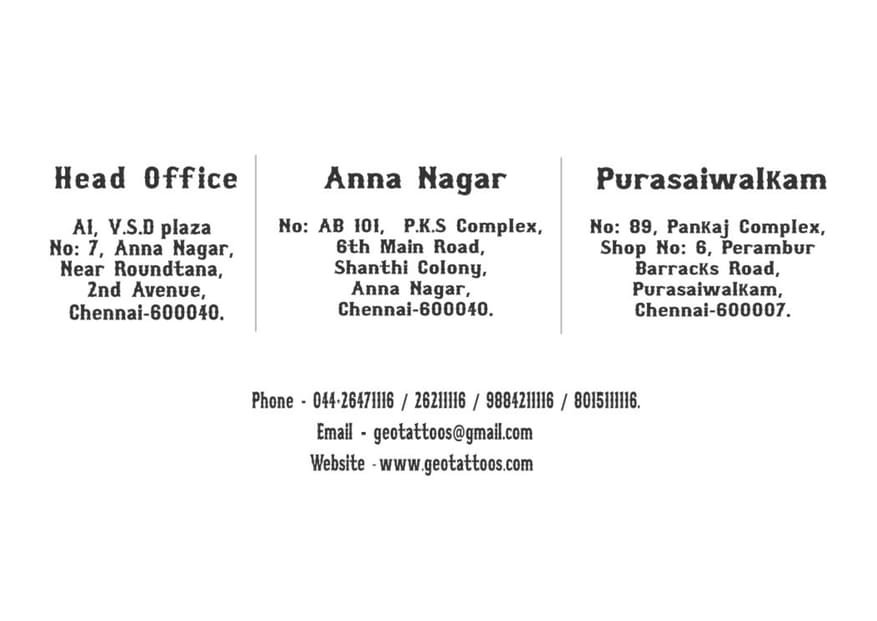 Head Office
A1, V.S.D plaza
No: 7, Anna Nagar,
Near Roundtana,
2nd Avenue,
Chennai-600040.
Anna Nagar
No: AB 101, P.K.S Complex,
6th Main Road,
Shanthi Colony,
Anna Nagar,
Chennai-600040.
Purasaiwalkam
No: 89, Pankaj Complex,
Shop No: 6, Perambur
Barracks Road,
Purasaiwalkam,
Chennai-600007.
Phone - 044-26471116 / 26211116 / 9884211116 / 8015111116.
Email - geotattoos@gmail.com
Website - www.geotattoos.com